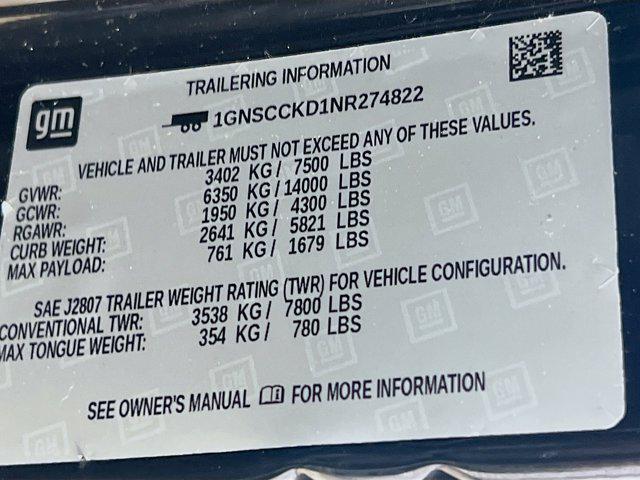 gm
TRAILERING INFORMATION
1GNSCCKD1NR274822
VEHICLE AND TRAILER MUST NOT EXCEED ANY OF THESE VALUES.
GVWR: 3402 KG / 7500 LBS
GCWR: 6350 KG / 14000 LBS
RGAWR: 1950 KG / 4300 LBS
CURB WEIGHT: 2641 KG / 5821 LBS
MAX PAYLOAD: 761 KG / 1679 LBS
SAE J2807 TRAILER WEIGHT RATING (TWR) FOR VEHICLE CONFIGURATION.
CONVENTIONAL TWR: 3538 KG / 7800 LBS
MAX TONGUE WEIGHT: 354 KG / 780 LBS
SEE OWNER'S MANUAL FOR MORE INFORMATION